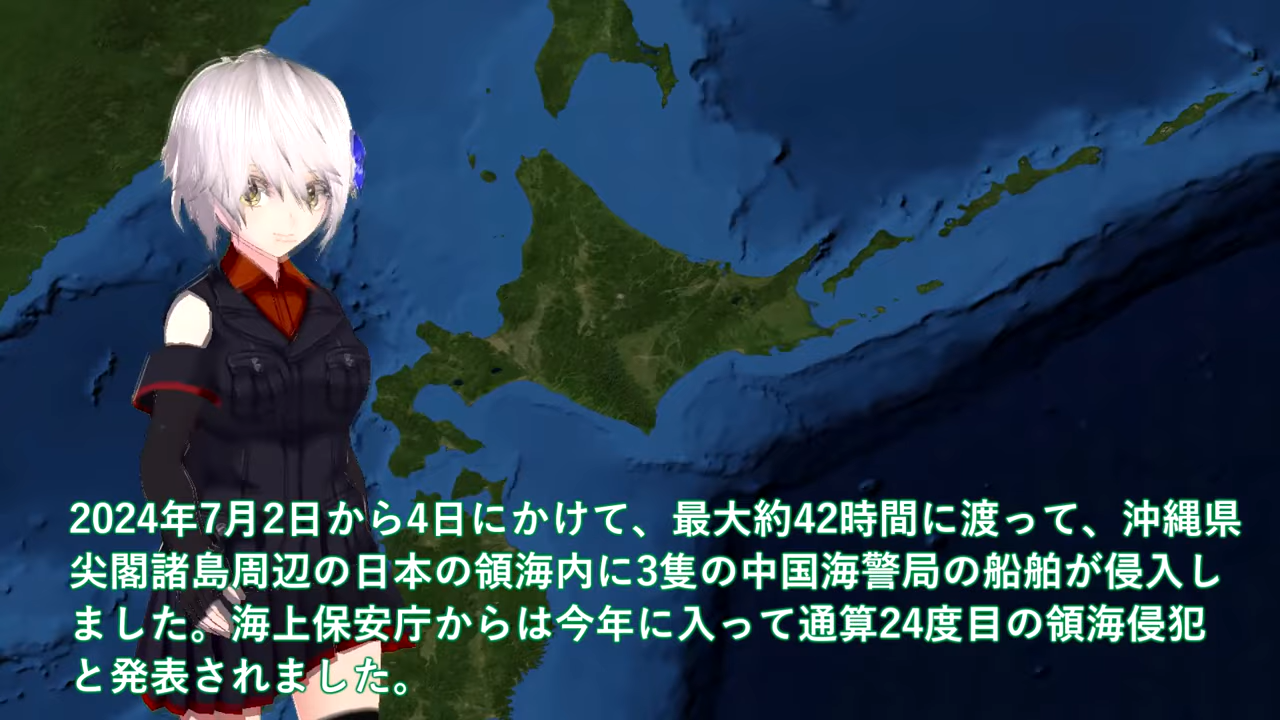 2024年7月2日から4日にかけて、最大約42時間に渡って、沖縄県
尖閣諸島周辺の日本の領海内に3隻の中国海警局の船舶が侵入し
ました。海上保安庁からは今年に入って通算24度目の領海侵犯
と発表されました。